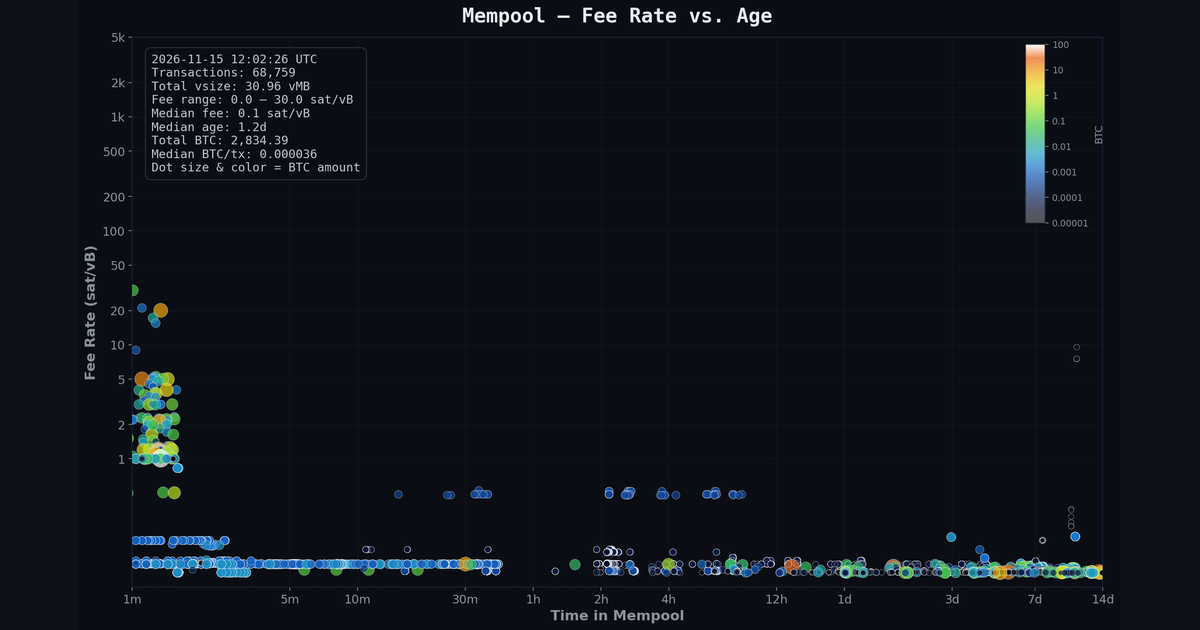 Mempool — Fee Rate vs. Age
5k
2k
1k
500
200
100
50
20
10
5
2
1
Fee Rate (sat/vB)
2026-11-15 12:02:26 UTC
Transactions: 68,759
Total vsize: 30.96 vMB
Fee range: 0.0 — 30.0 sat/vB
Median fee: 0.1 sat/vB
Median age: 1.2d
Total BTC: 2,834.39
Median BTC/tx: 0.000036
Dot size & color = BTC amount
100
10
1
0.1
0.01
0.001
0.0001
0.00001
BTC
1m
5m
10m
30m
1h
2h
4h
12h
1d
3d
7d
14d
Time in Mempool